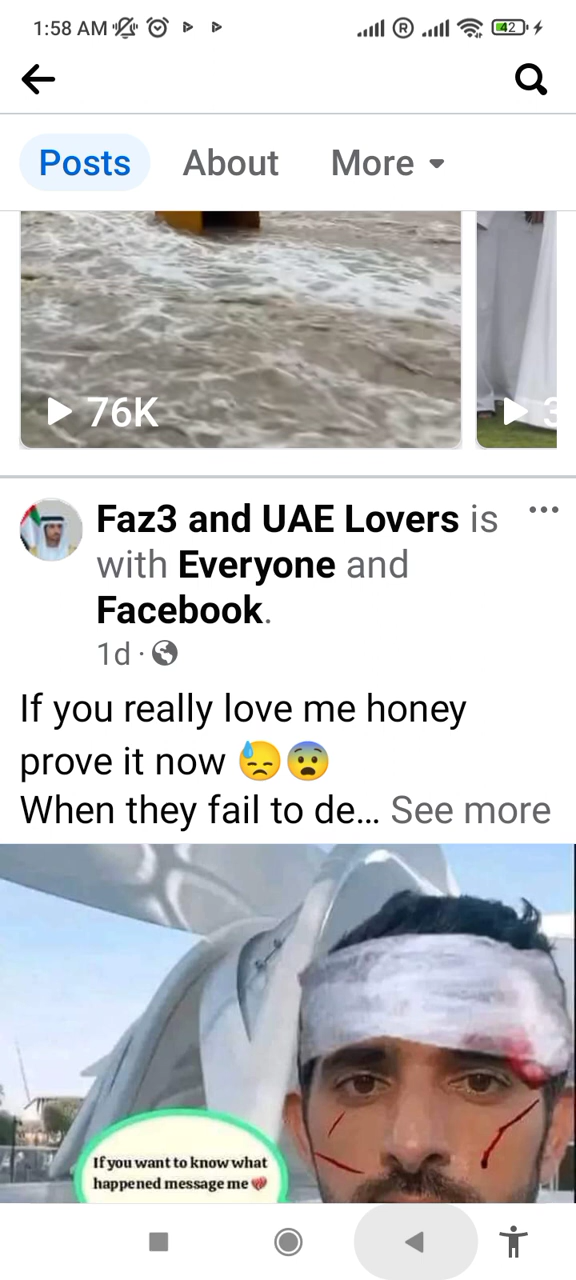 1:58 AM
R
42
Posts About More
76K
3
Faz3 and UAE Lovers is
with Everyone and
Facebook.
1d ·
If you really love me honey
prove it now 😓😨
When they fail to de... See more
If you want to know what
happened message me 💔